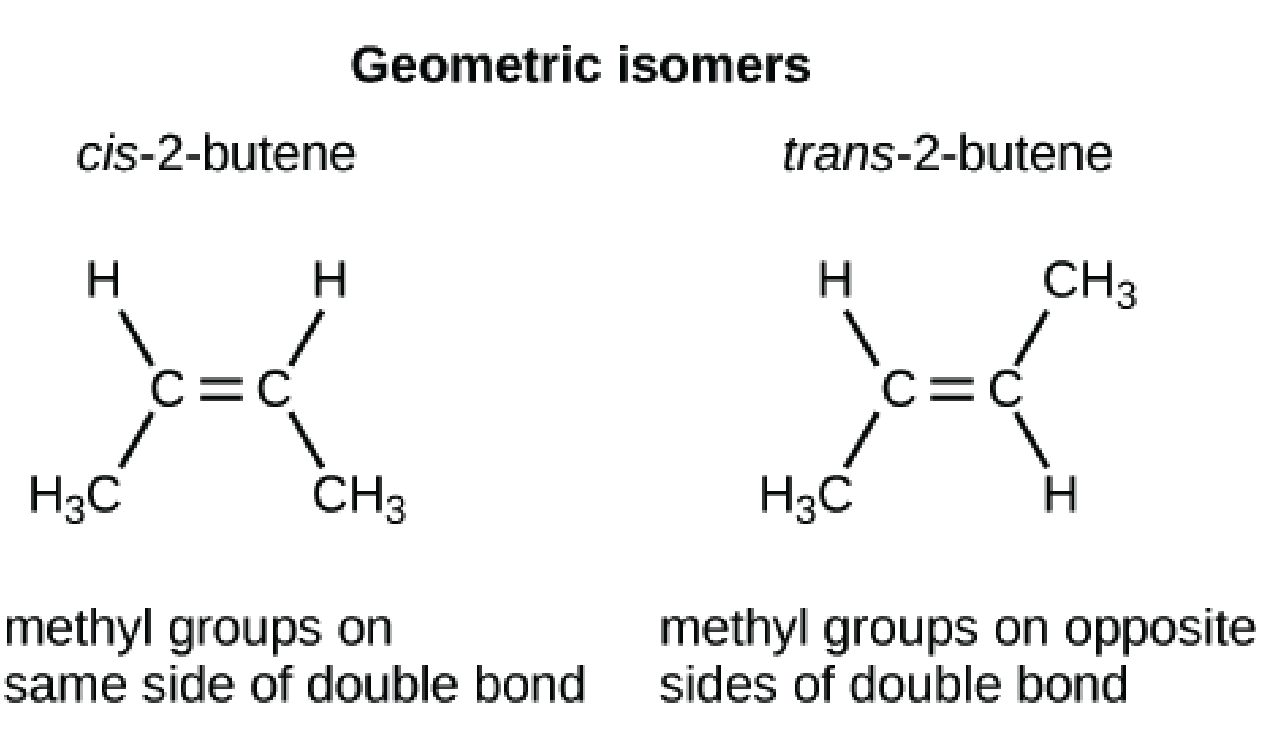 Geometric isomers
cis-2-butene
trans-2-butene
H H
C = C
H₃C CH₃
H CH₃
C = C
H₃C H
methyl groups on
same side of double bond
methyl groups on opposite
sides of double bond